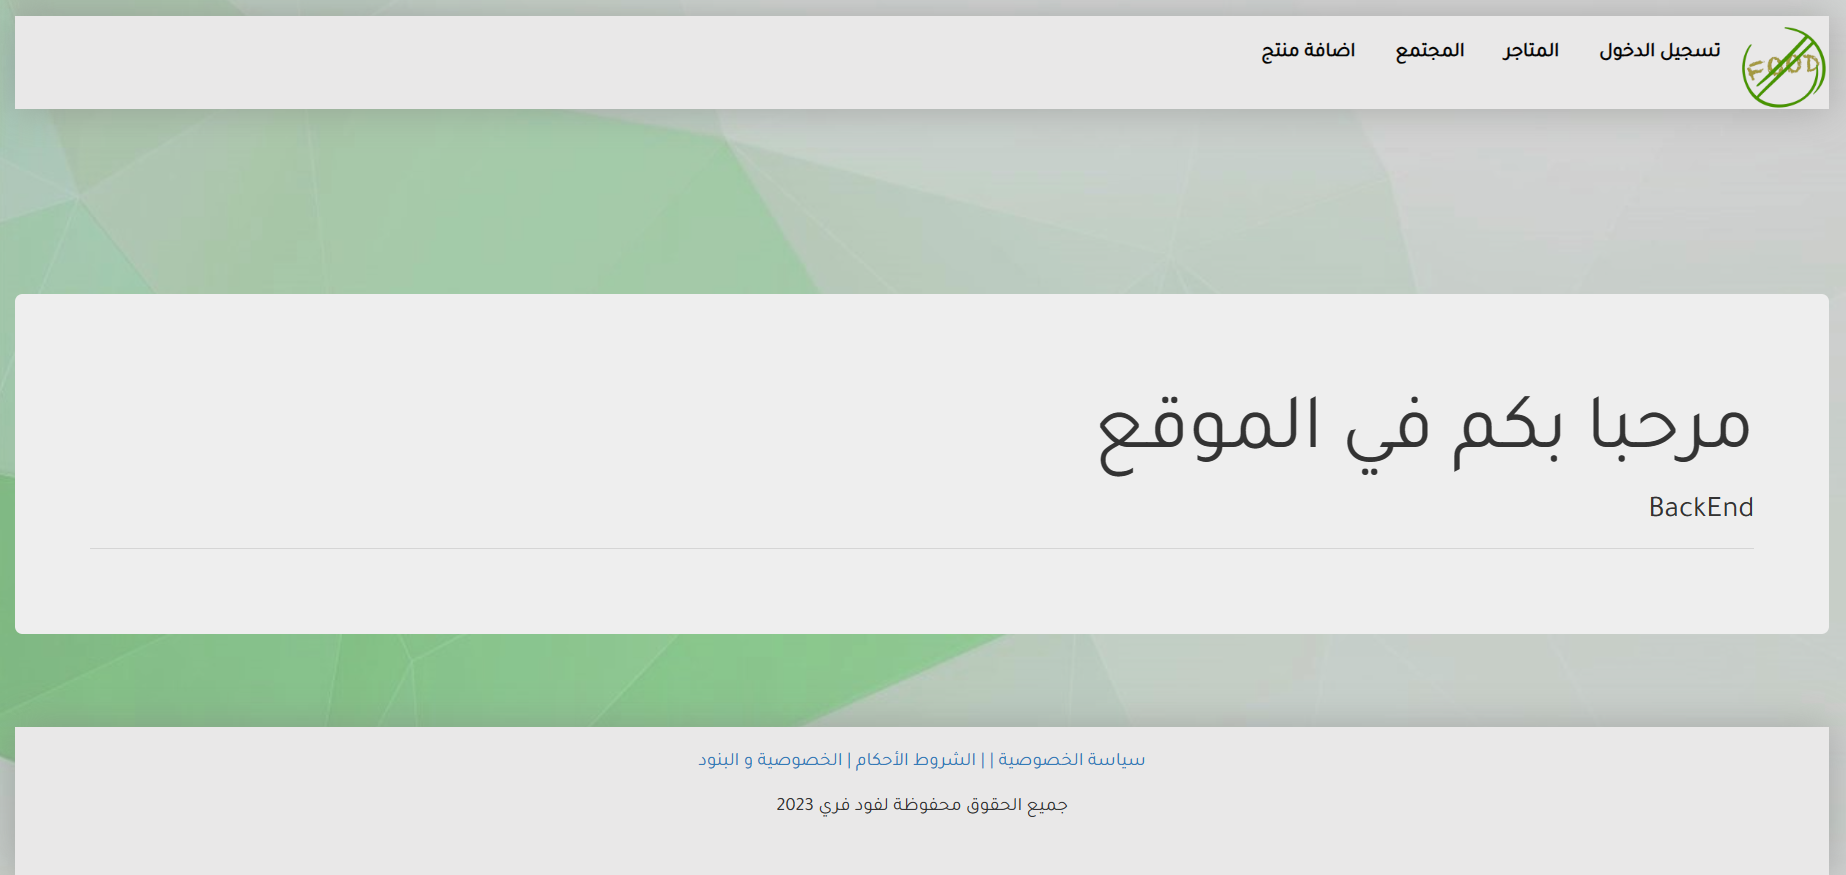 FOOD
تسجيل الدخول
المتاجر
المجتمع
اضافة منتج
مرحبا بكم في الموقع
BackEnd
سياسة الخصوصية | | الشروط الأحكام | الخصوصية و البنود
جميع الحقوق محفوظة لفود فري 2023